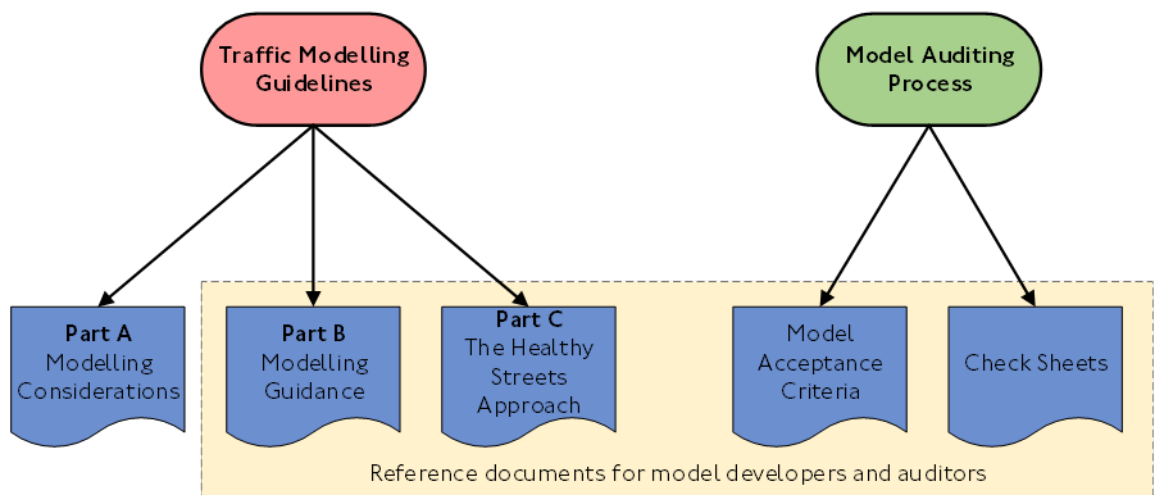 Traffic Modelling
Guidelines
Model Auditing
Process
Part A
Modelling
Considerations
Part B
Modelling
Guidance
Part C
The Healthy
Streets
Approach
Model
Acceptance
Criteria
Check Sheets
Reference documents for model developers and auditors